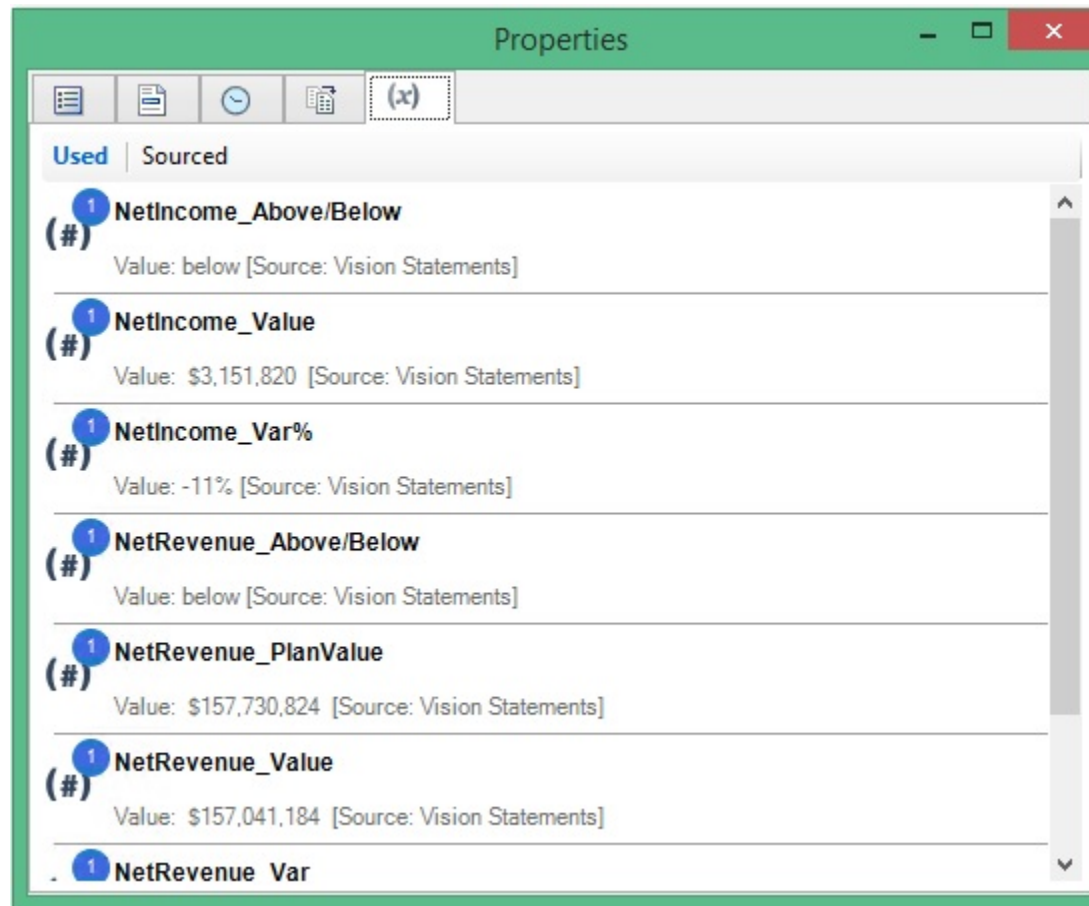 Properties
(x)
Used | Sourced
1 NetIncome_Above/Below
(#)
Value: below [Source: Vision Statements]
1 NetIncome_Value
(#)
Value: $3,151,820 [Source: Vision Statements]
1 NetIncome_Var%
(#)
Value: -11% [Source: Vision Statements]
1 NetRevenue_Above/Below
(#)
Value: below [Source: Vision Statements]
1 NetRevenue_PlanValue
(#)
Value: $157,730,824 [Source: Vision Statements]
1 NetRevenue_Value
(#)
Value: $157,041,184 [Source: Vision Statements]
1 NetRevenue_Var